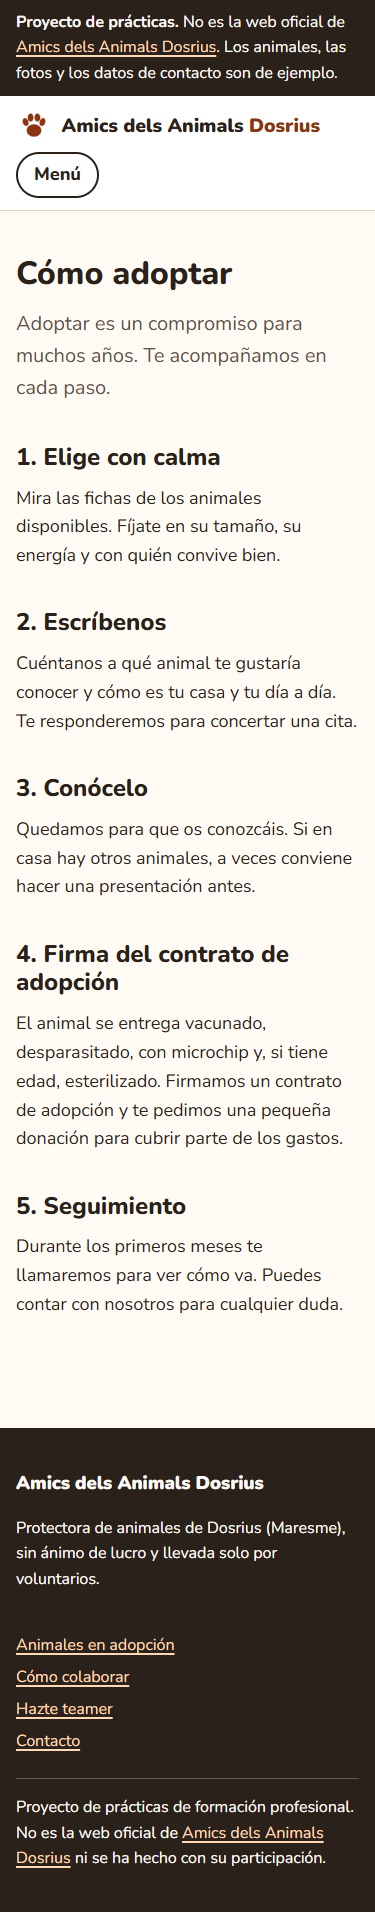 Proyecto de prácticas. No es la web oficial de
Amics dels Animals Dosrius. Los animales, las
fotos y los datos de contacto son de ejemplo.
Amics dels Animals Dosrius
Menú
Cómo adoptar
Adoptar es un compromiso para
muchos años. Te acompañamos en
cada paso.
1. Elige con calma
Mira las fichas de los animales
disponibles. Fíjate en su tamaño, su
energía y con quién convive bien.
2. Escríbenos
Cuéntanos a qué animal te gustaría
conocer y cómo es tu casa y tu día a día.
Te responderemos para concertar una cita.
3. Conócelo
Quedamos para que os conozcáis. Si en
casa hay otros animales, a veces conviene
hacer una presentación antes.
4. Firma del contrato de
adopción
El animal se entrega vacunado,
desparasitado, con microchip y, si tiene
edad, esterilizado. Firmamos un contrato
de adopción y te pedimos una pequeña
donación para cubrir parte de los gastos.
5. Seguimiento
Durante los primeros meses te
llamaremos para ver cómo va. Puedes
contar con nosotros para cualquier duda.
Amics dels Animals Dosrius
Protectora de animales de Dosrius (Maresme),
sin ánimo de lucro y llevada solo por
voluntarios.
Animales en adopción
Cómo colaborar
Hazte teamer
Contacto
Proyecto de prácticas de formación profesional.
No es la web oficial de Amics dels Animals
Dosrius ni se ha hecho con su participación.